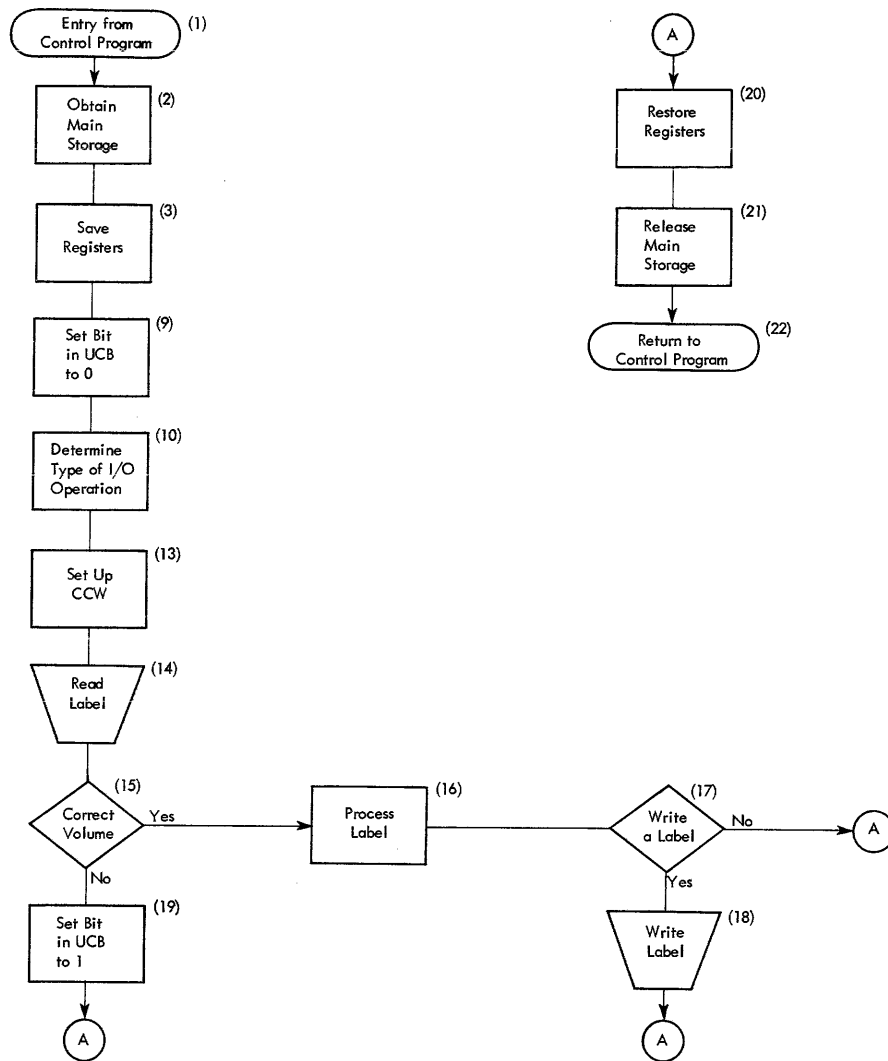 Entry from
Control Program
(1)
Obtain
Main
Storage
(2)
Save
Registers
(3)
Set Bit
in UCB
to 0
(9)
Determine
Type of I/O
Operation
(10)
Set Up
CCW
(13)
Read
Label
(14)
Correct
Volume
(15)
Yes
No
Process
Label
(16)
Write
a Label
(17)
No
A
Yes
Set Bit
in UCB
to 1
(19)
A
Write
Label
(18)
A
A
Restore
Registers
(20)
Release
Main
Storage
(21)
Return to
Control Program
(22)